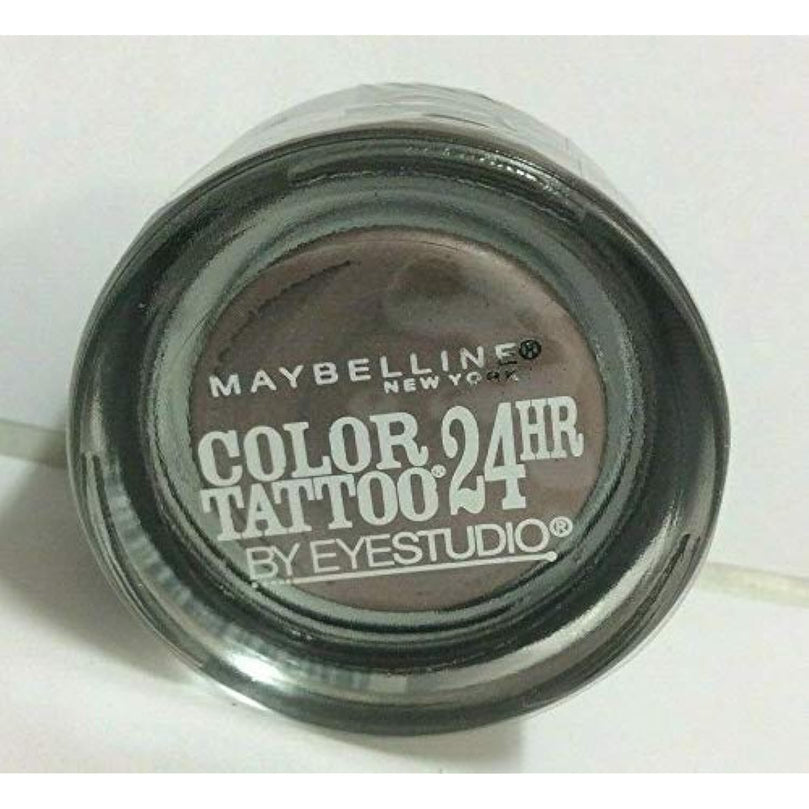 MAYBELLINE®
NEW YORK
COLOR
TATTOO® 24HR
BY EYESTUDIO®